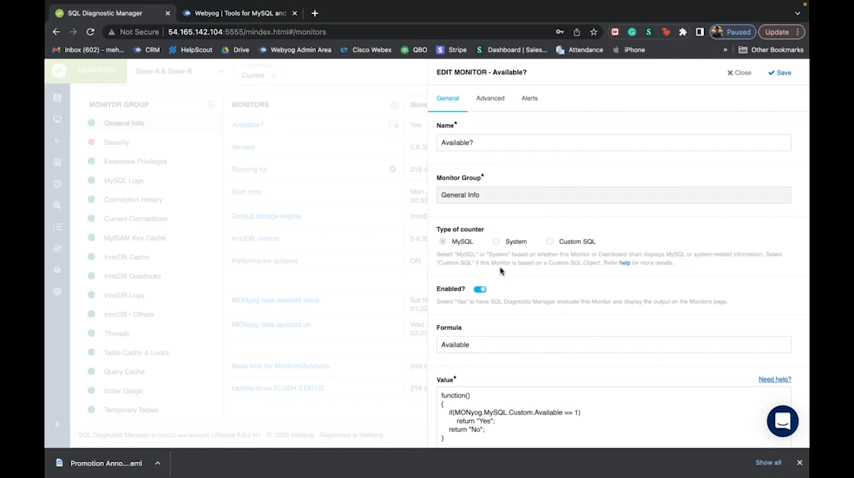 SQL Diagnostic Manager
Webyog | Tools for MySQL and
Not Secure 54.165.142.104:5555/mindex.html#/monitors
Paused
Update
Inbox (602) - meh...
CRM
HelpScout
Drive
Webyog Admin Area
Cisco Webex
QBO
Stripe
Dashboard | Sales...
Attendance
iPhone
Other Bookmarks
Slave-A & Slave-B
Current
MONITOR GROUP
General Info
Security
Excessive Privileges
MySQL Logs
Connection History
Current Connections
MyISAM Key Cache
InnoDB Cache
InnoDB Deadlocks
InnoDB Logs
InnoDB - Others
Threads
Table Cache & Locks
Query Cache
Index Usage
Temporary Tables
MONITORS
Available?
Version
Running for
Start time
Default storage engine
InnoDB version
Performance schema
MONyog data retained since
MONyog data updated on
Base time for Monitors/Advisors
Uptime since FLUSH STATUS
Yes
ON
EDIT MONITOR - Available?
Close
Save
General
Advanced
Alerts
Name*
Available?
Monitor Group*
General Info
Type of counter
MySQL
System
Custom SQL
Select "MySQL" or "System" based on whether this Monitor or Dashboard chart displays MySQL or system-related information. Select
"Custom SQL" if this Monitor is based on a Custom SQL Object. Refer help for more details.
Enabled?
Select "Yes" to have SQL Diagnostic Manager evaluate this Monitor and display the output on the Monitors page.
Formula
Available
Value*
Need help?
function()
{
if(MONyog.MySQL.Custom.Available == 1)
return "Yes";
return "No";
}
Promotion Anno....eml
Show all